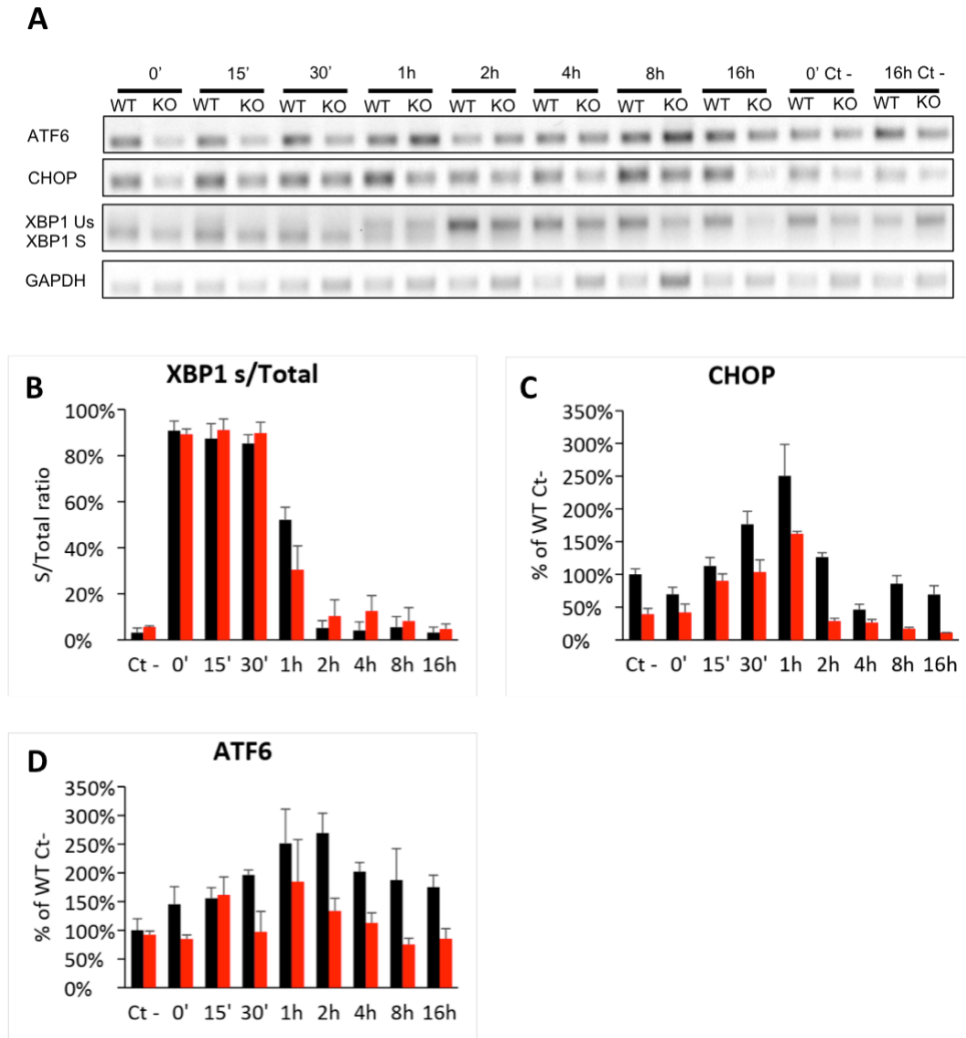 A
0' 15' 30' 1h 2h 4h 8h 16h 0' Ct - 16h Ct -
WT KO WT KO WT KO WT KO WT KO WT KO WT KO WT KO WT KO WT KO
ATF6
CHOP
XBP1 Us
XBP1 S
GAPDH
B
XBP1 s/Total
S/Total ratio
100%
80%
60%
40%
20%
0%
Ct - 0' 15' 30' 1h 2h 4h 8h 16h
C
CHOP
% of WT Ct-
350%
300%
250%
200%
150%
100%
50%
0%
Ct - 0' 15' 30' 1h 2h 4h 8h 16h
D
ATF6
% of WT Ct-
350%
300%
250%
200%
150%
100%
50%
0%
Ct - 0' 15' 30' 1h 2h 4h 8h 16h